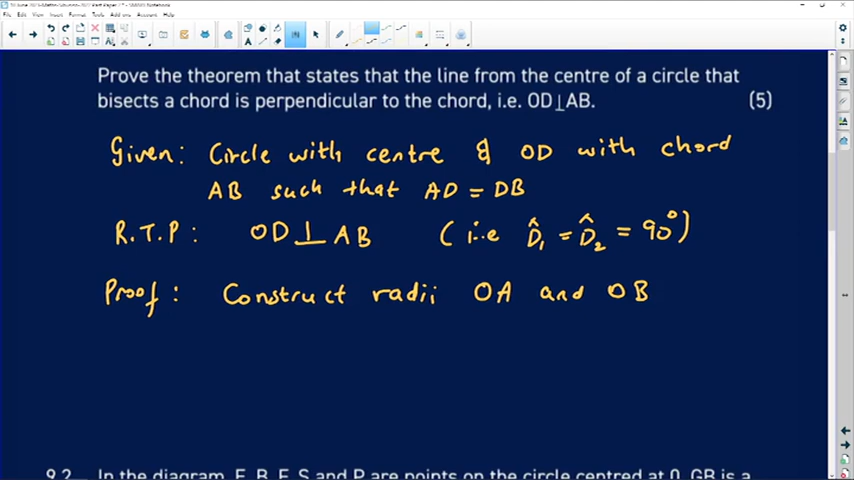 Prove the theorem that states that the line from the centre of a circle that
bisects a chord is perpendicular to the chord, i.e. OD⊥AB. (5)
Given: Circle with centre & OD with chord
AB such that AD = DB
R.T.P: OD⊥AB (i.e D̂₁ = D̂₂ = 90°)
Proof: Construct radii OA and OB
9.2 In the diagram, E, B, F, S and P are points on the circle centred at 0. GB is a